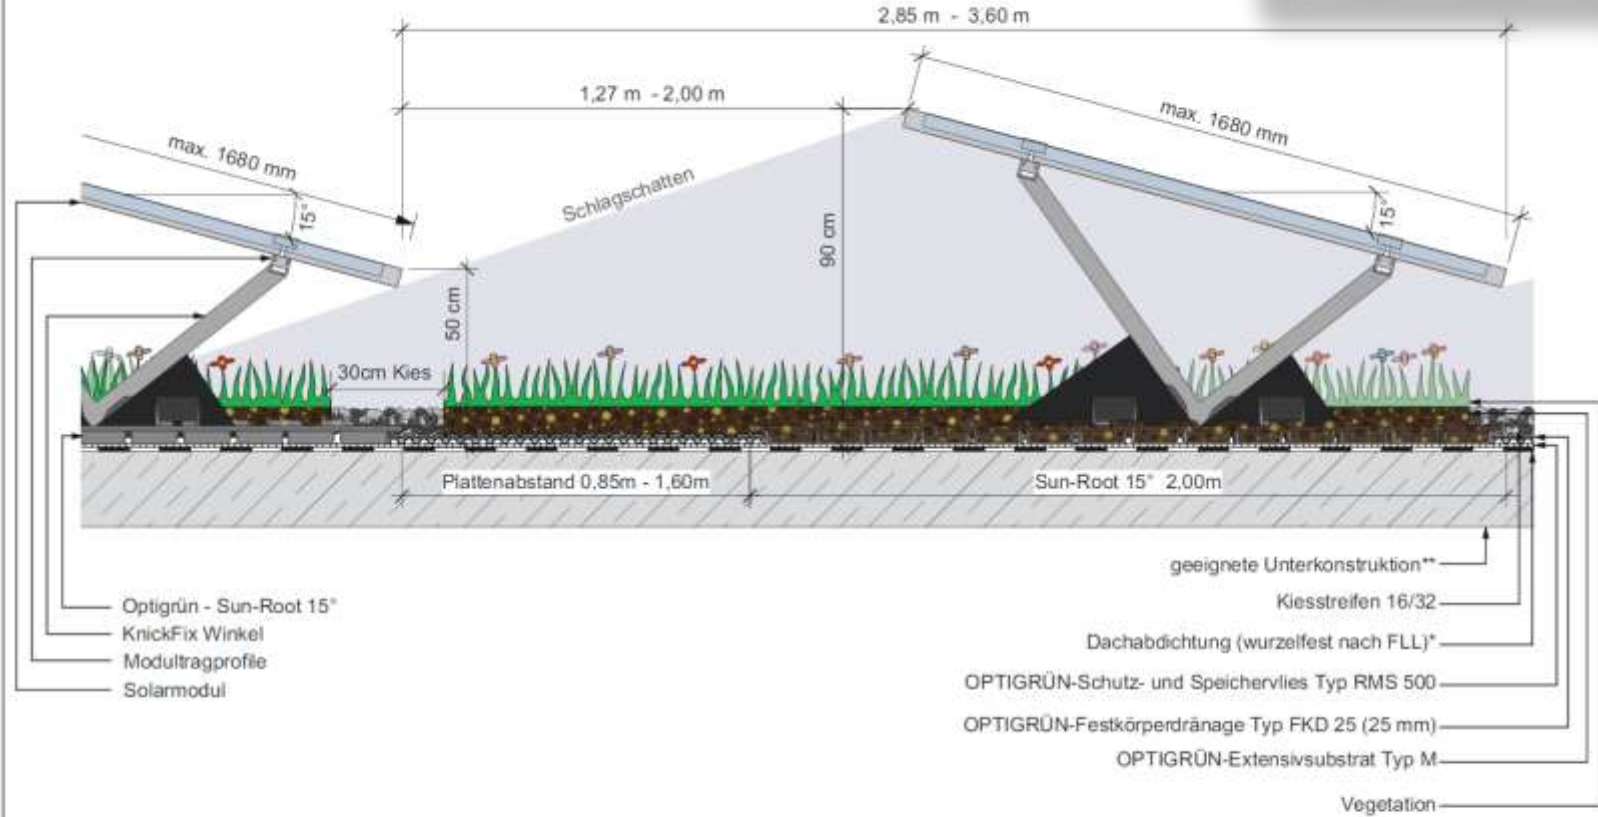 2,85 m - 3,60 m
1,27 m - 2,00 m
max. 1680 mm
max. 1680 mm
Schlagschatten
15°
15°
90 cm
50 cm
30cm Kies
Plattenabstand 0,85m - 1,60m
Sun-Root 15° 2,00m
geeignete Unterkonstruktion**
Optigrün - Sun-Root 15°
Kiesstreifen 16/32
KnickFix Winkel
Dachabdichtung (wurzelfest nach FLL)*
Modultragprofile
OPTIGRÜN-Schutz- und Speichervlies Typ RMS 500
Solarmodul
OPTIGRÜN-Festkörperdränage Typ FKD 25 (25 mm)
OPTIGRÜN-Extensivsubstrat Typ M
Vegetation